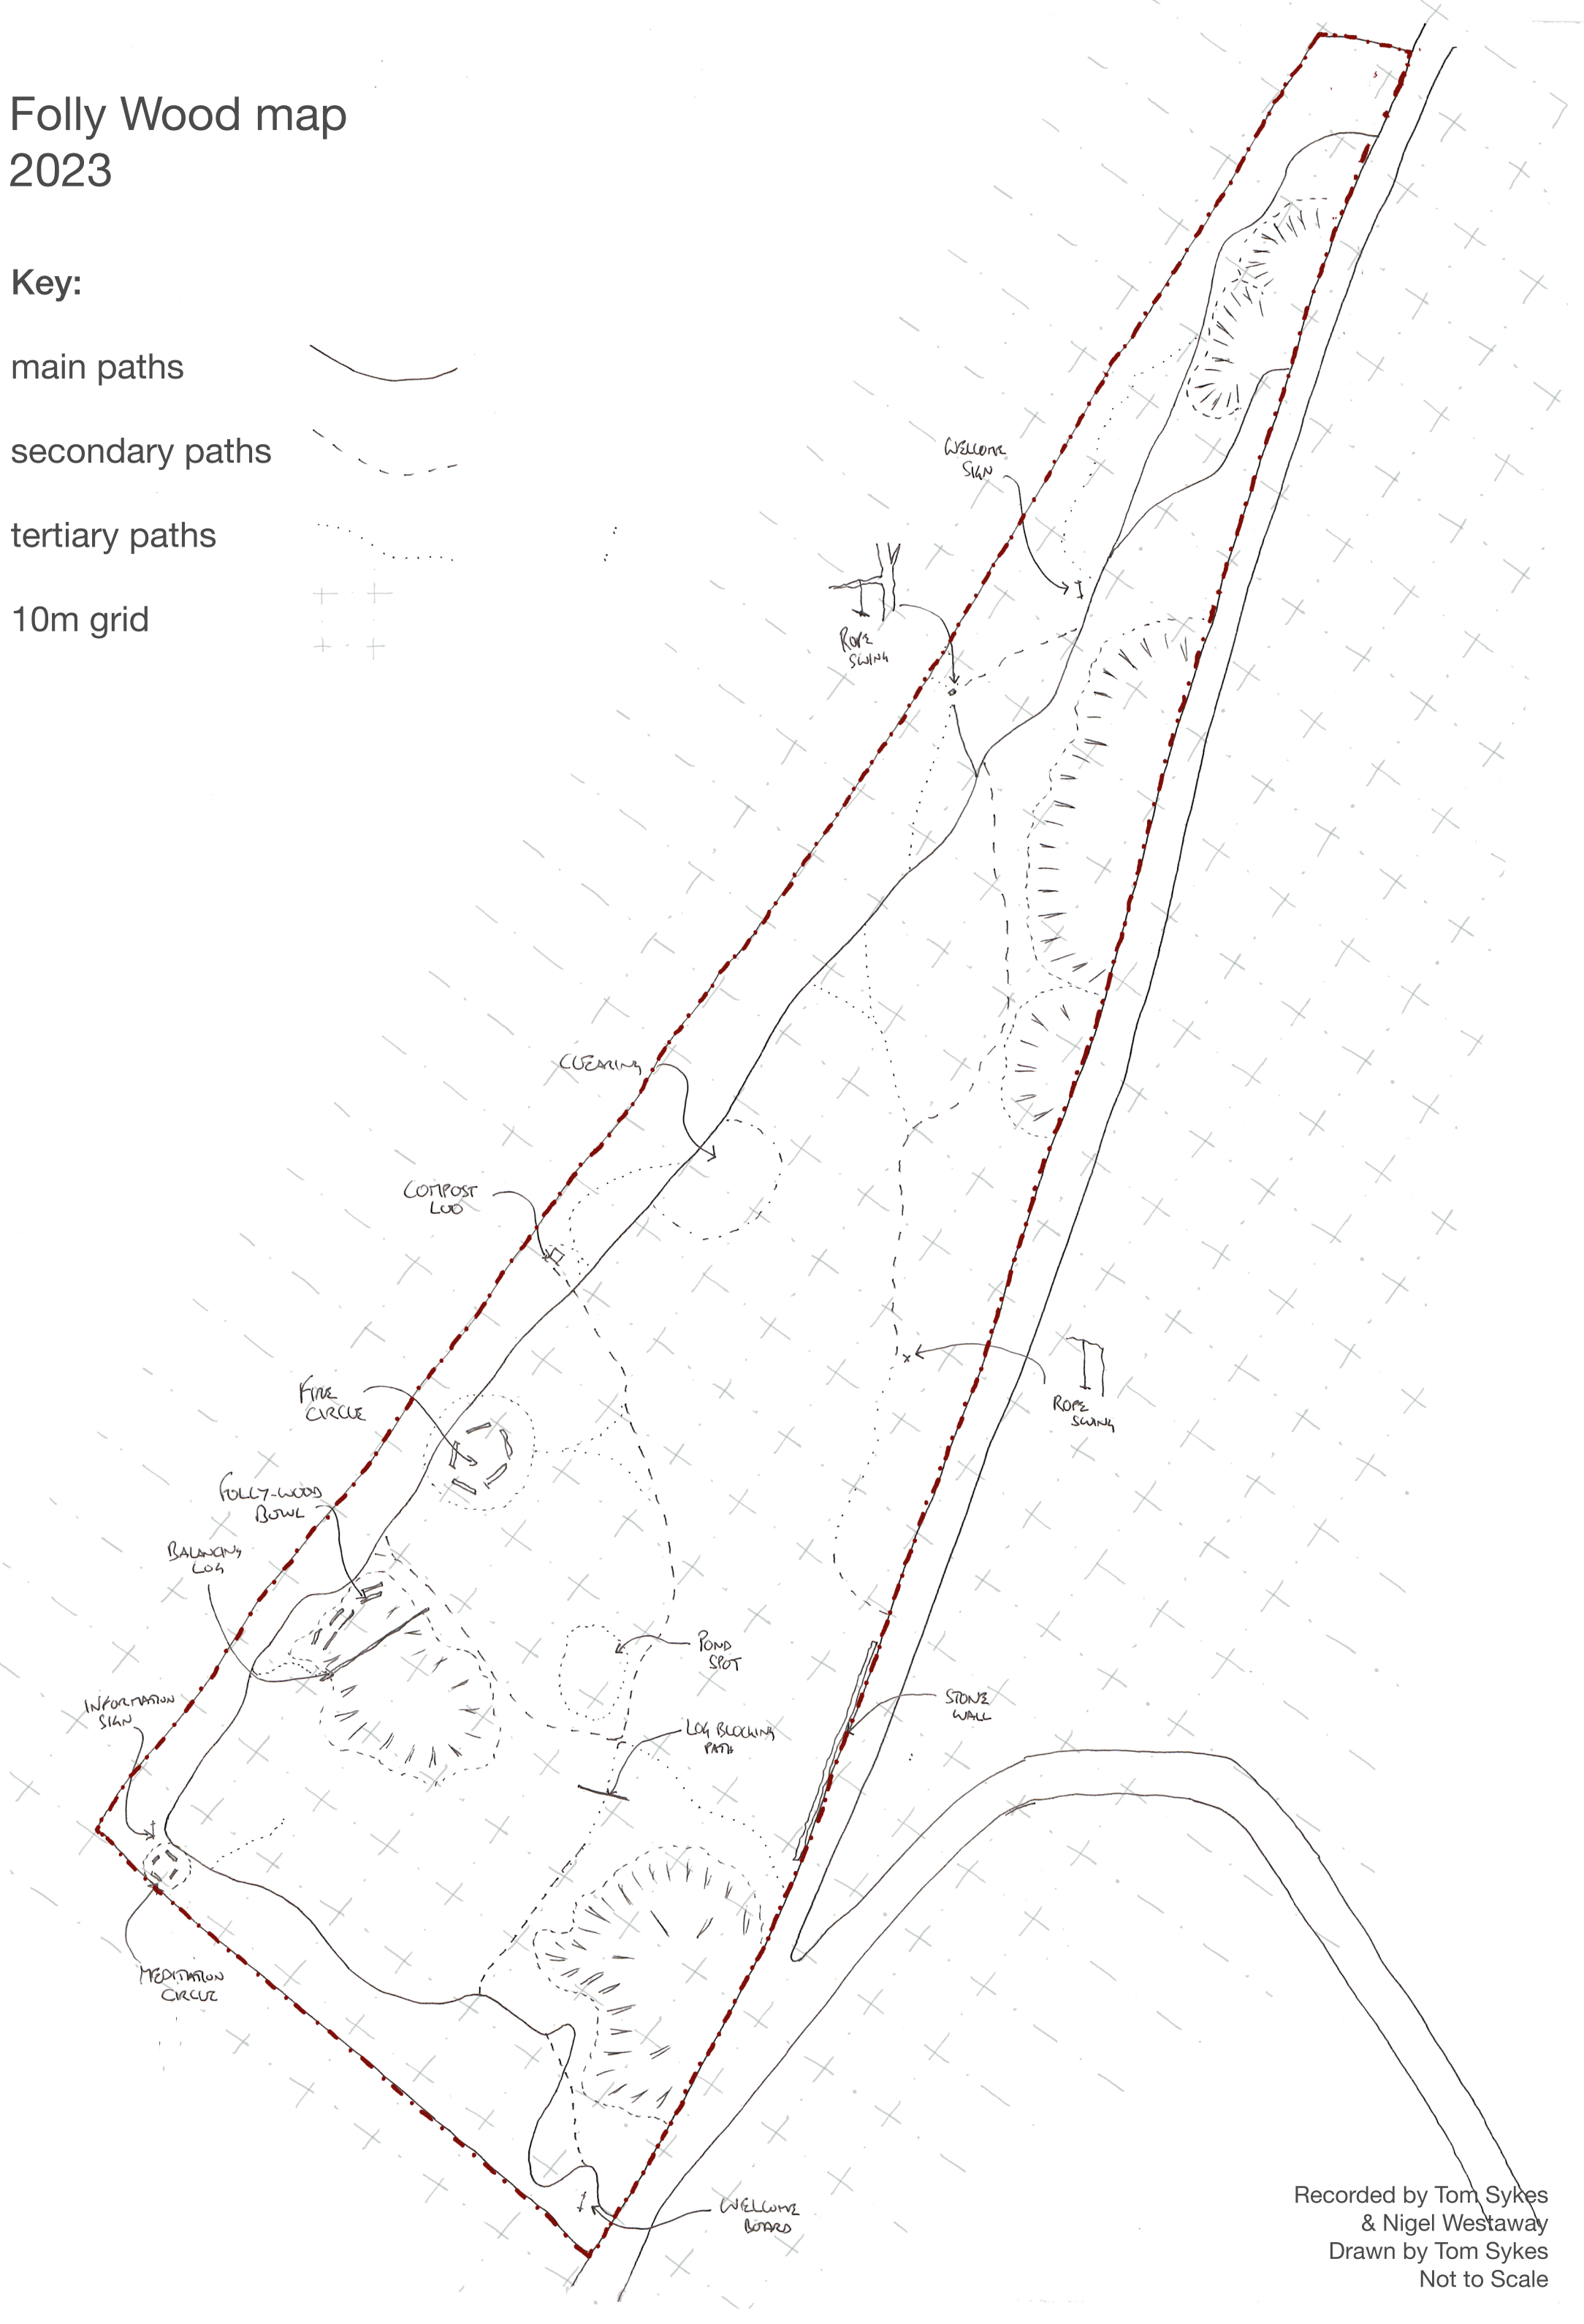 Folly Wood map
2023
Key:
main paths
secondary paths
tertiary paths
10m grid
WELCOME
SIGN
ROPE
SWING
CLEARING
COMPOST
LOO
FIRE
CIRCLE
ROPE
SWING
FOLLY-WOOD
BOWL
BALANCING
LOG
POND
SPOT
INFORMATION
SIGN
STONE
WALL
LOG BLOCKING
PATH
MEDITATION
CIRCLE
WELCOME
BOARD
Recorded by Tom Sykes
& Nigel Westaway
Drawn by Tom Sykes
Not to Scale